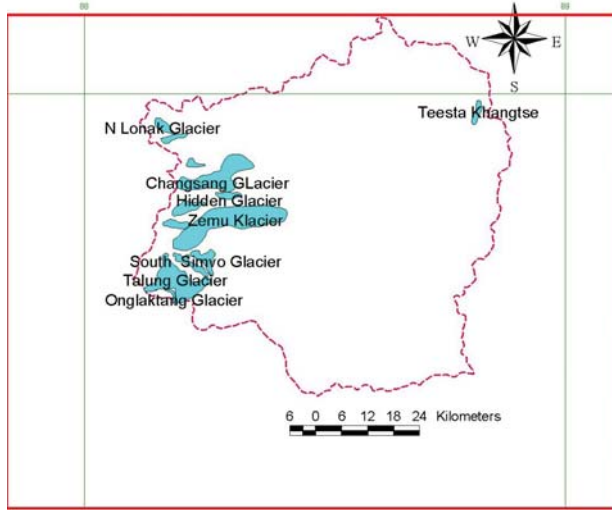 W E
S
Teesta Khangtse
N Lonak Glacier
Changsang GLacier
Hidden Glacier
Zemu Klacier
South Simvo Glacier
Talung Glacier
Onglaktang Glacier
6 0 6 12 18 24 Kilometers